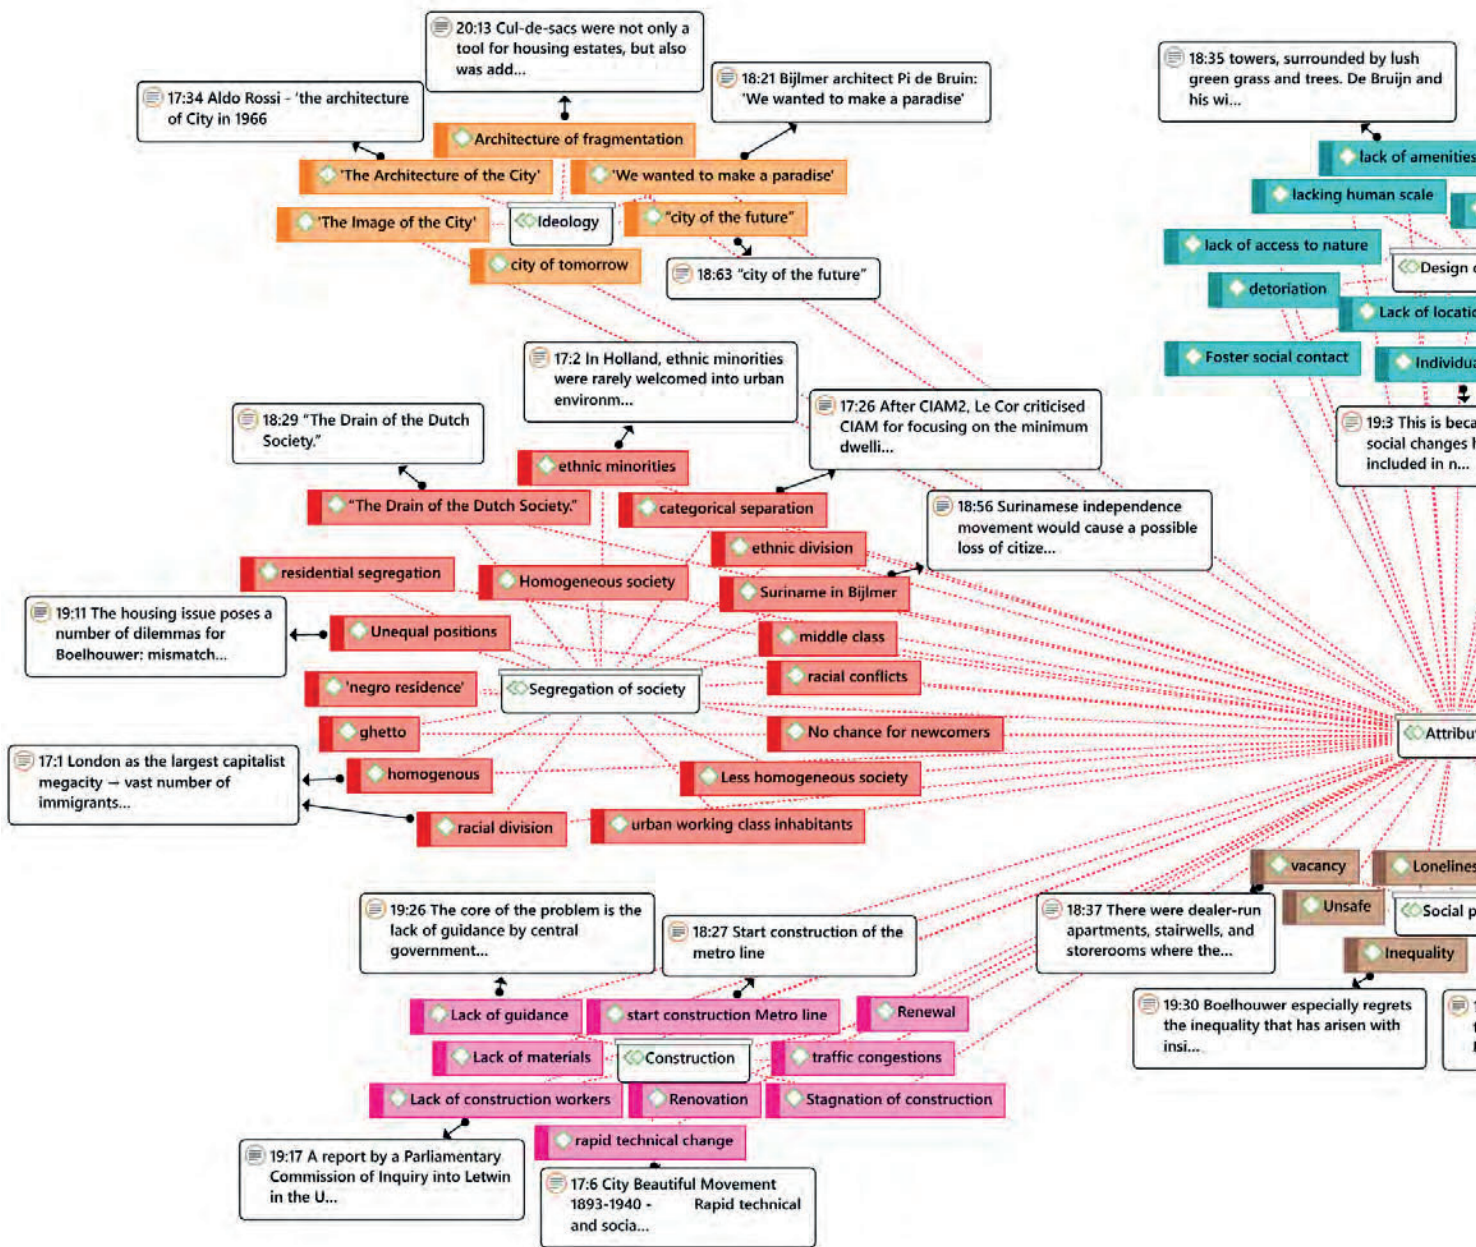 20:13 Cul-de-sacs were not only a
tool for housing estates, but also
was add...
18:21 Bijlmer architect Pi de Bruin:
'We wanted to make a paradise'
17:34 Aldo Rossi - 'the architecture
of City in 1966
Architecture of fragmentation
'The Architecture of the City'
'We wanted to make a paradise'
'The Image of the City'
Ideology
"city of the future"
city of tomorrow
18:63 "city of the future"
18:35 towers, surrounded by lush
green grass and trees. De Bruijn and
his wi...
lack of amenities
lacking human scale
lack of access to nature
Design
detoriation
Lack of locatio
Foster social contact
Individua
19:3 This is beca
social changes h
included in n...
17:2 In Holland, ethnic minorities
were rarely welcomed into urban
environm...
18:29 "The Drain of the Dutch
Society."
17:26 After CIAM2, Le Cor criticised
CIAM for focusing on the minimum
dwelli...
ethnic minorities
"The Drain of the Dutch Society."
categorical separation
18:56 Surinamese independence
movement would cause a possible
loss of citize...
ethnic division
residential segregation
Homogeneous society
Suriname in Bijlmer
19:11 The housing issue poses a
number of dilemmas for
Boelhouwer: mismatch...
Unequal positions
middle class
racial conflicts
'negro residence'
Segregation of society
ghetto
No chance for newcomers
Attribut
17:1 London as the largest capitalist
megacity → vast number of
immigrants...
homogenous
Less homogeneous society
racial division
urban working class inhabitants
vacancy
Lonelines
Unsafe
Social p
Inequality
19:26 The core of the problem is the
lack of guidance by central
government...
18:27 Start construction of the
metro line
18:37 There were dealer-run
apartments, stairwells, and
storerooms where the...
19:30 Boelhouwer especially regrets
the inequality that has arisen with
insi...
Lack of guidance
start construction Metro line
Renewal
Lack of materials
Construction
traffic congestions
Lack of construction workers
Renovation
Stagnation of construction
rapid technical change
19:17 A report by a Parliamentary
Commission of Inquiry into Letwin
in the U...
17:6 City Beautiful Movement
1893-1940 - Rapid technical
and socia...